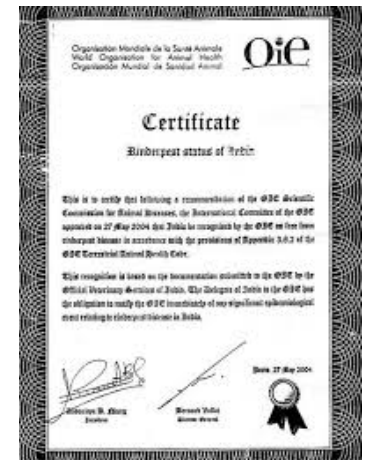 Organisation Mondiale de la Santé Animale
World Organisation for Animal Health
Organización Mundial de Sanidad Animal
Oie
Certificate
Rinderpest status of India
This is to certify that following a recommendation of the OIE Scientific
Commission for Animal Diseases, the International Committee of the OIE
approved on 27 May 2004 that India be recognised by the OIE as free from
rinderpest disease in accordance with the provisions of Appendix 3.8.2 of the
OIE Terrestrial Animal Health Code.
This recognition is based on the documentation submitted to the OIE by the
Official Veterinary Services of India. The Delegate of India to the OIE has
the obligation to notify the OIE immediately of any significant epidemiological
event relating to rinderpest disease in India.
Paris 27 May 2004
Bernard Vallat
President
Director General